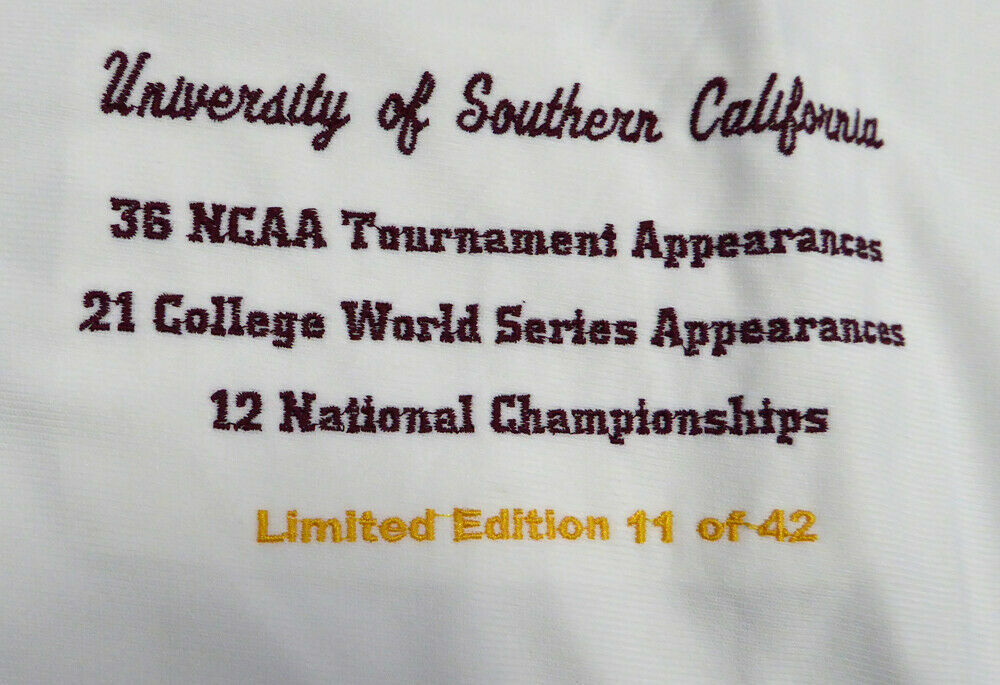 University of Southern California
36 NCAA Tournament Appearances
21 College World Series Appearances
12 National Championships
Limited Edition 11 of 42